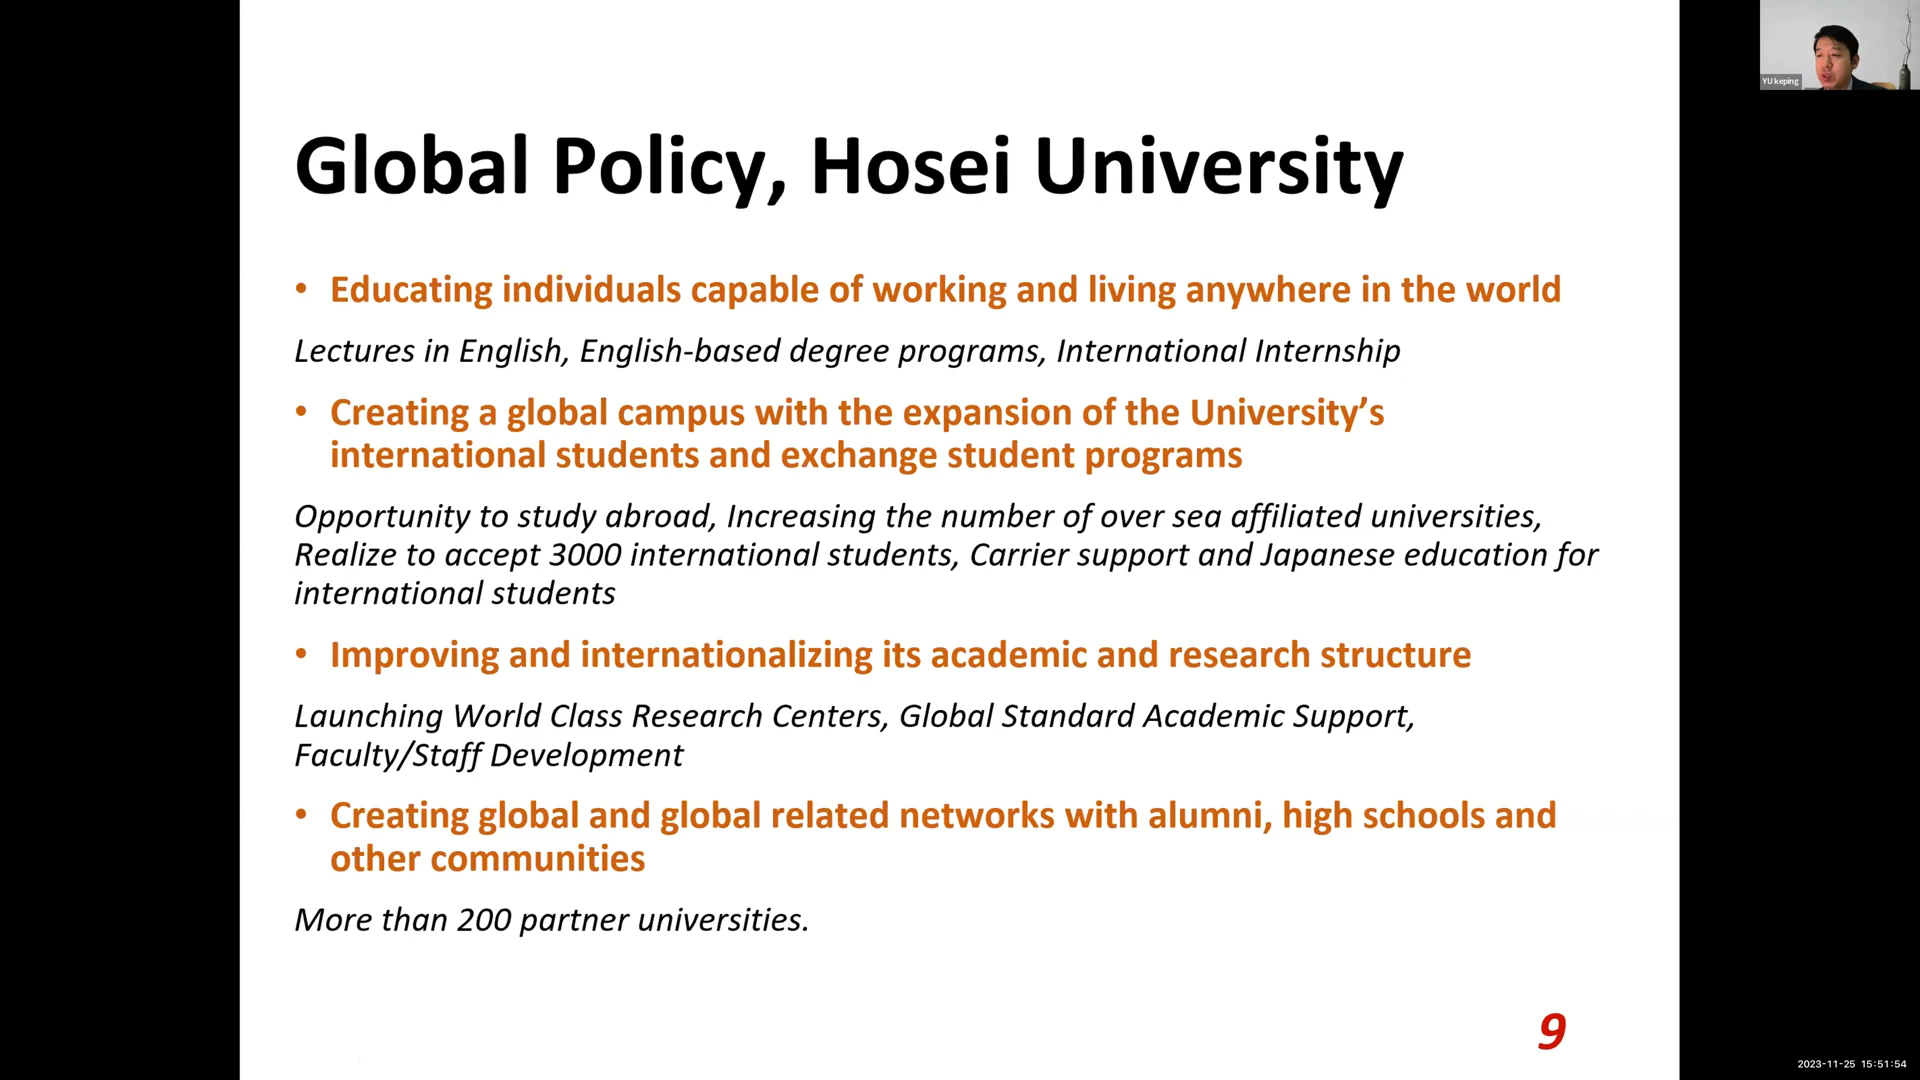 YU keping
Global Policy, Hosei University
• Educating individuals capable of working and living anywhere in the world
Lectures in English, English-based degree programs, International Internship
• Creating a global campus with the expansion of the University’s
international students and exchange student programs
Opportunity to study abroad, Increasing the number of over sea affiliated universities,
Realize to accept 3000 international students, Carrier support and Japanese education for
international students
• Improving and internationalizing its academic and research structure
Launching World Class Research Centers, Global Standard Academic Support,
Faculty/Staff Development
• Creating global and global related networks with alumni, high schools and
other communities
More than 200 partner universities.
9
2023-11-25 15:51:54